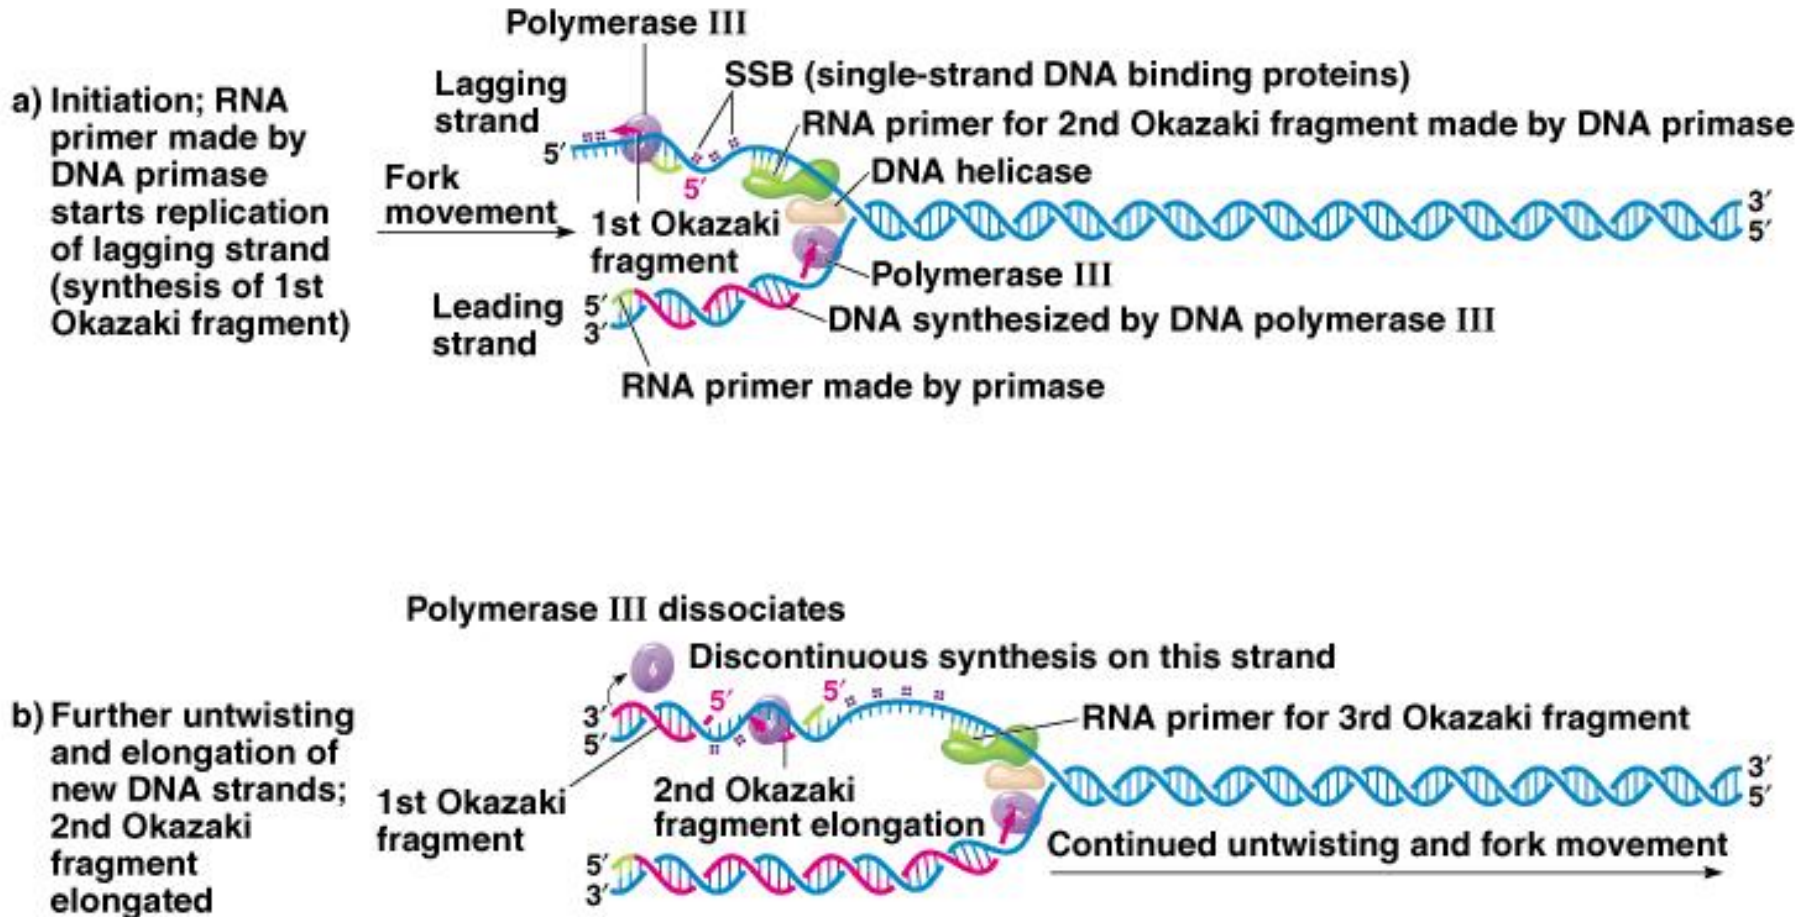 Polymerase III
a) Initiation; RNA
primer made by
DNA primase
starts replication
of lagging strand
(synthesis of 1st
Okazaki fragment)
Lagging
strand
SSB (single-strand DNA binding proteins)
RNA primer for 2nd Okazaki fragment made by DNA primase
5′
5′
DNA helicase
Fork
movement
1st Okazaki
fragment
3′
5′
Polymerase III
Leading
strand
5′
3′
DNA synthesized by DNA polymerase III
RNA primer made by primase
Polymerase III dissociates
Discontinuous synthesis on this strand
b) Further untwisting
and elongation of
new DNA strands;
2nd Okazaki
fragment
elongated
3′
5′
5′
5′
RNA primer for 3rd Okazaki fragment
1st Okazaki
fragment
2nd Okazaki
fragment elongation
3′
5′
Continued untwisting and fork movement
5′
3′